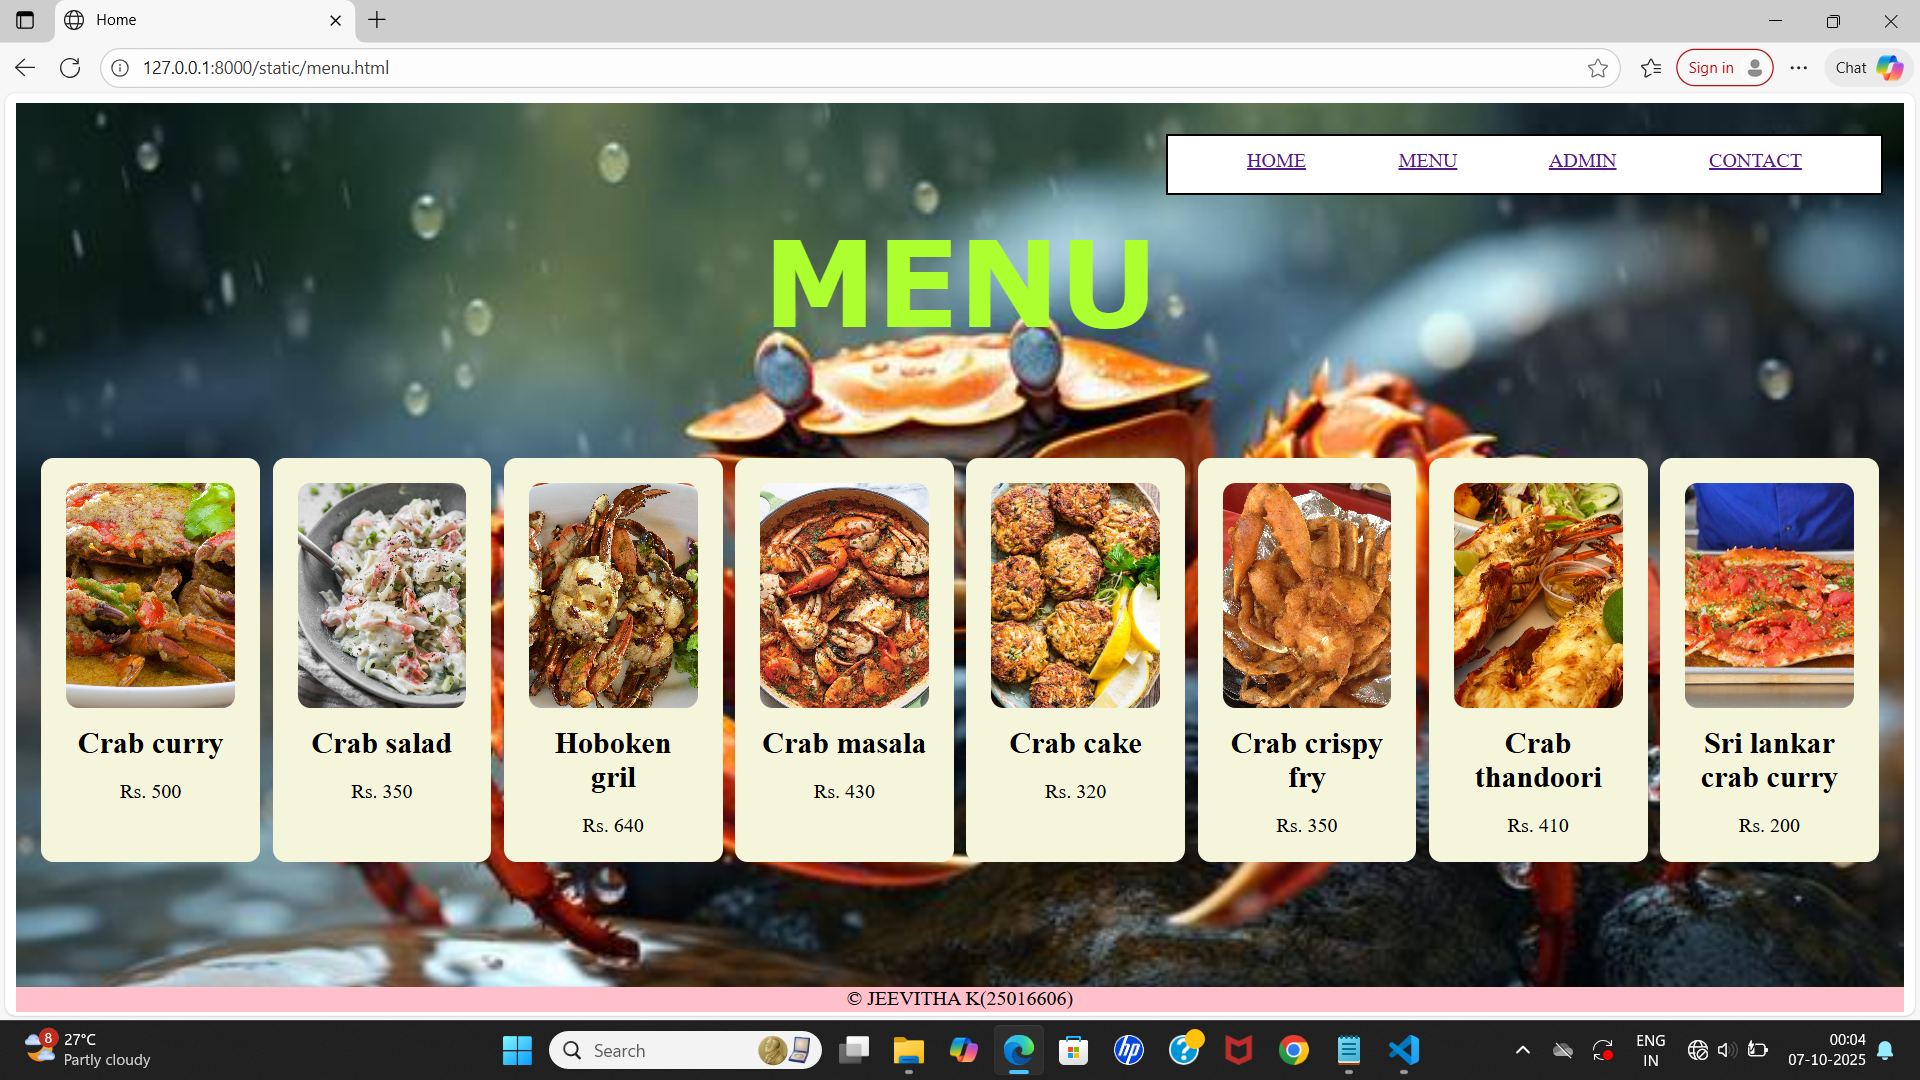 Home
127.0.0.1:8000/static/menu.html
Sign in
Chat
HOME MENU ADMIN CONTACT
MENU
Crab curry
Rs. 500
Crab salad
Rs. 350
Hoboken
gril
Rs. 640
Crab masala
Rs. 430
Crab cake
Rs. 320
Crab crispy
fry
Rs. 350
Crab
thandoori
Rs. 410
Sri lankar
crab curry
Rs. 200
© JEEVITHA K(25016606)
8
27°C
Partly cloudy
Search
hp
?
ENG
IN
00:04
07-10-2025